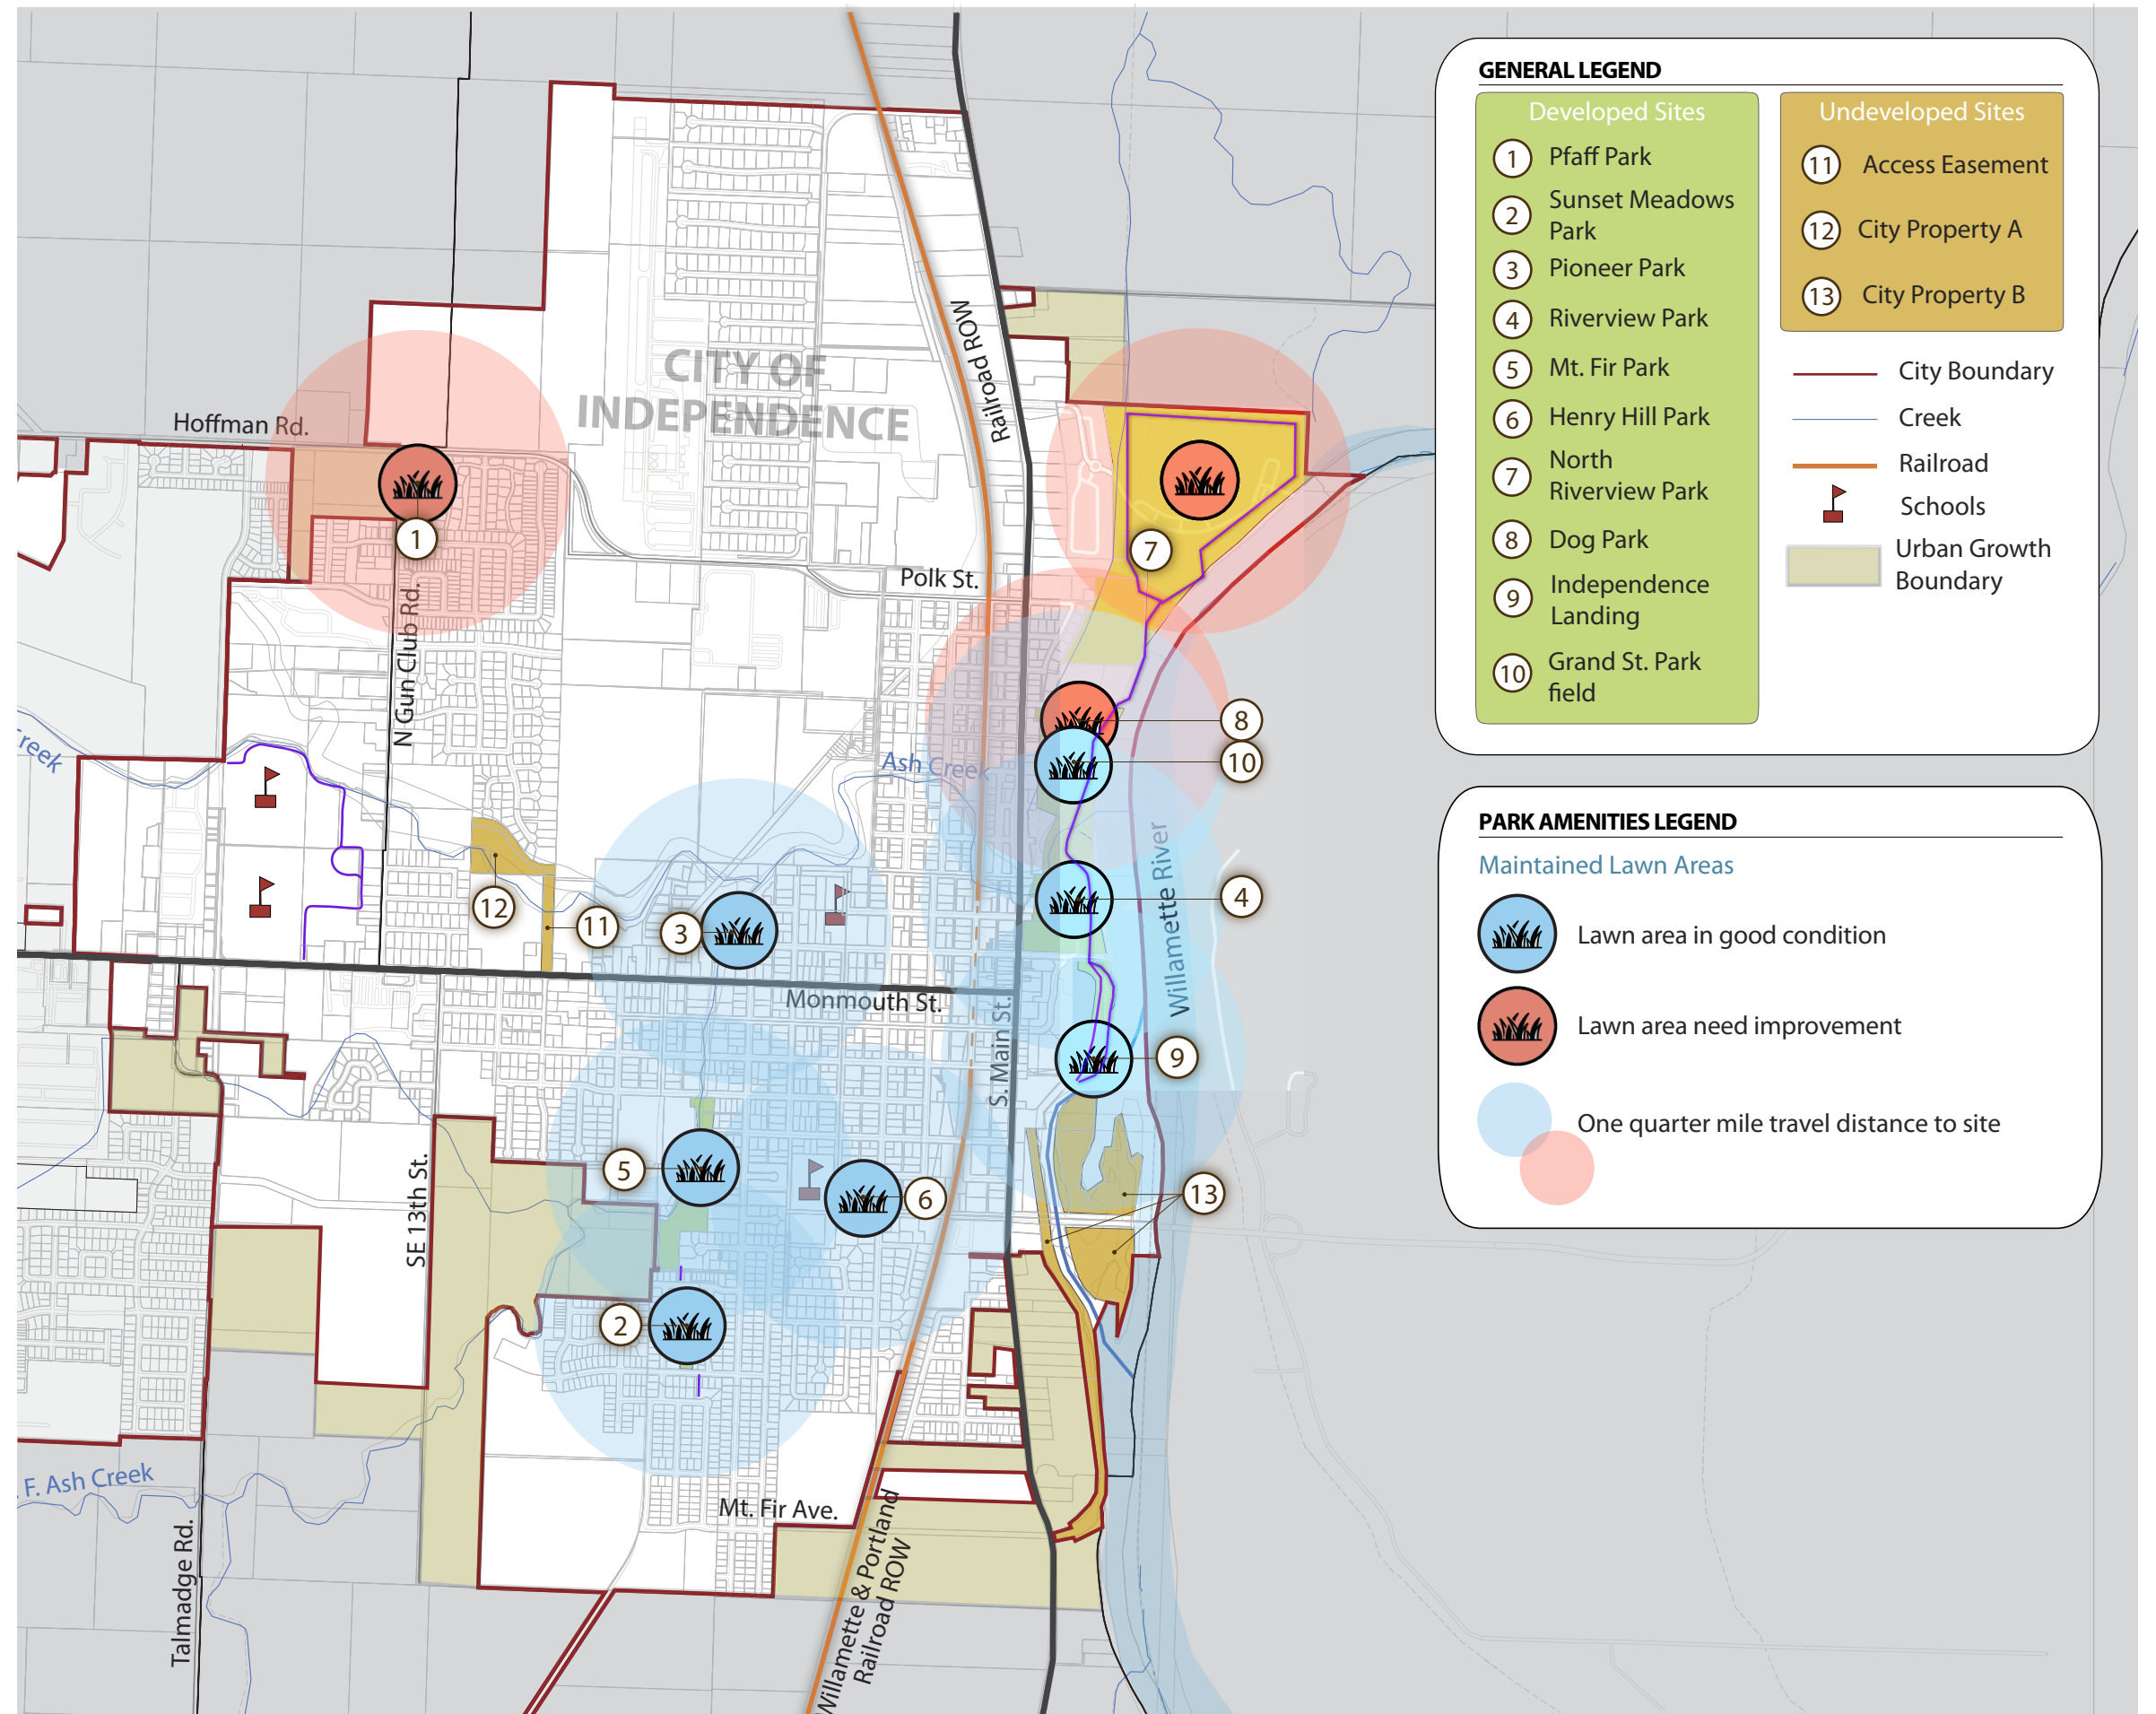 GENERAL LEGEND
Developed Sites
1 Pfaff Park
2 Sunset Meadows
Park
3 Pioneer Park
4 Riverview Park
5 Mt. Fir Park
6 Henry Hill Park
7 North
Riverview Park
8 Dog Park
9 Independence
Landing
10 Grand St. Park
field
Undeveloped Sites
11 Access Easement
12 City Property A
13 City Property B
City Boundary
Creek
Railroad
Schools
Urban Growth
Boundary
PARK AMENITIES LEGEND
Maintained Lawn Areas
Lawn area in good condition
Lawn area need improvement
One quarter mile travel distance to site
CITY OF
INDEPENDENCE
Railroad ROW
Hoffman Rd.
1
7
Polk St.
N Gun Club Rd.
8
10
Ash Creek
reek
4
Willamette River
12
11
3
Monmouth St.
S. Main St.
9
5
6
13
SE 13th St.
2
F. Ash Creek
Mt. Fir Ave.
Talmadge Rd.
Willamette & Portland
Railroad ROW